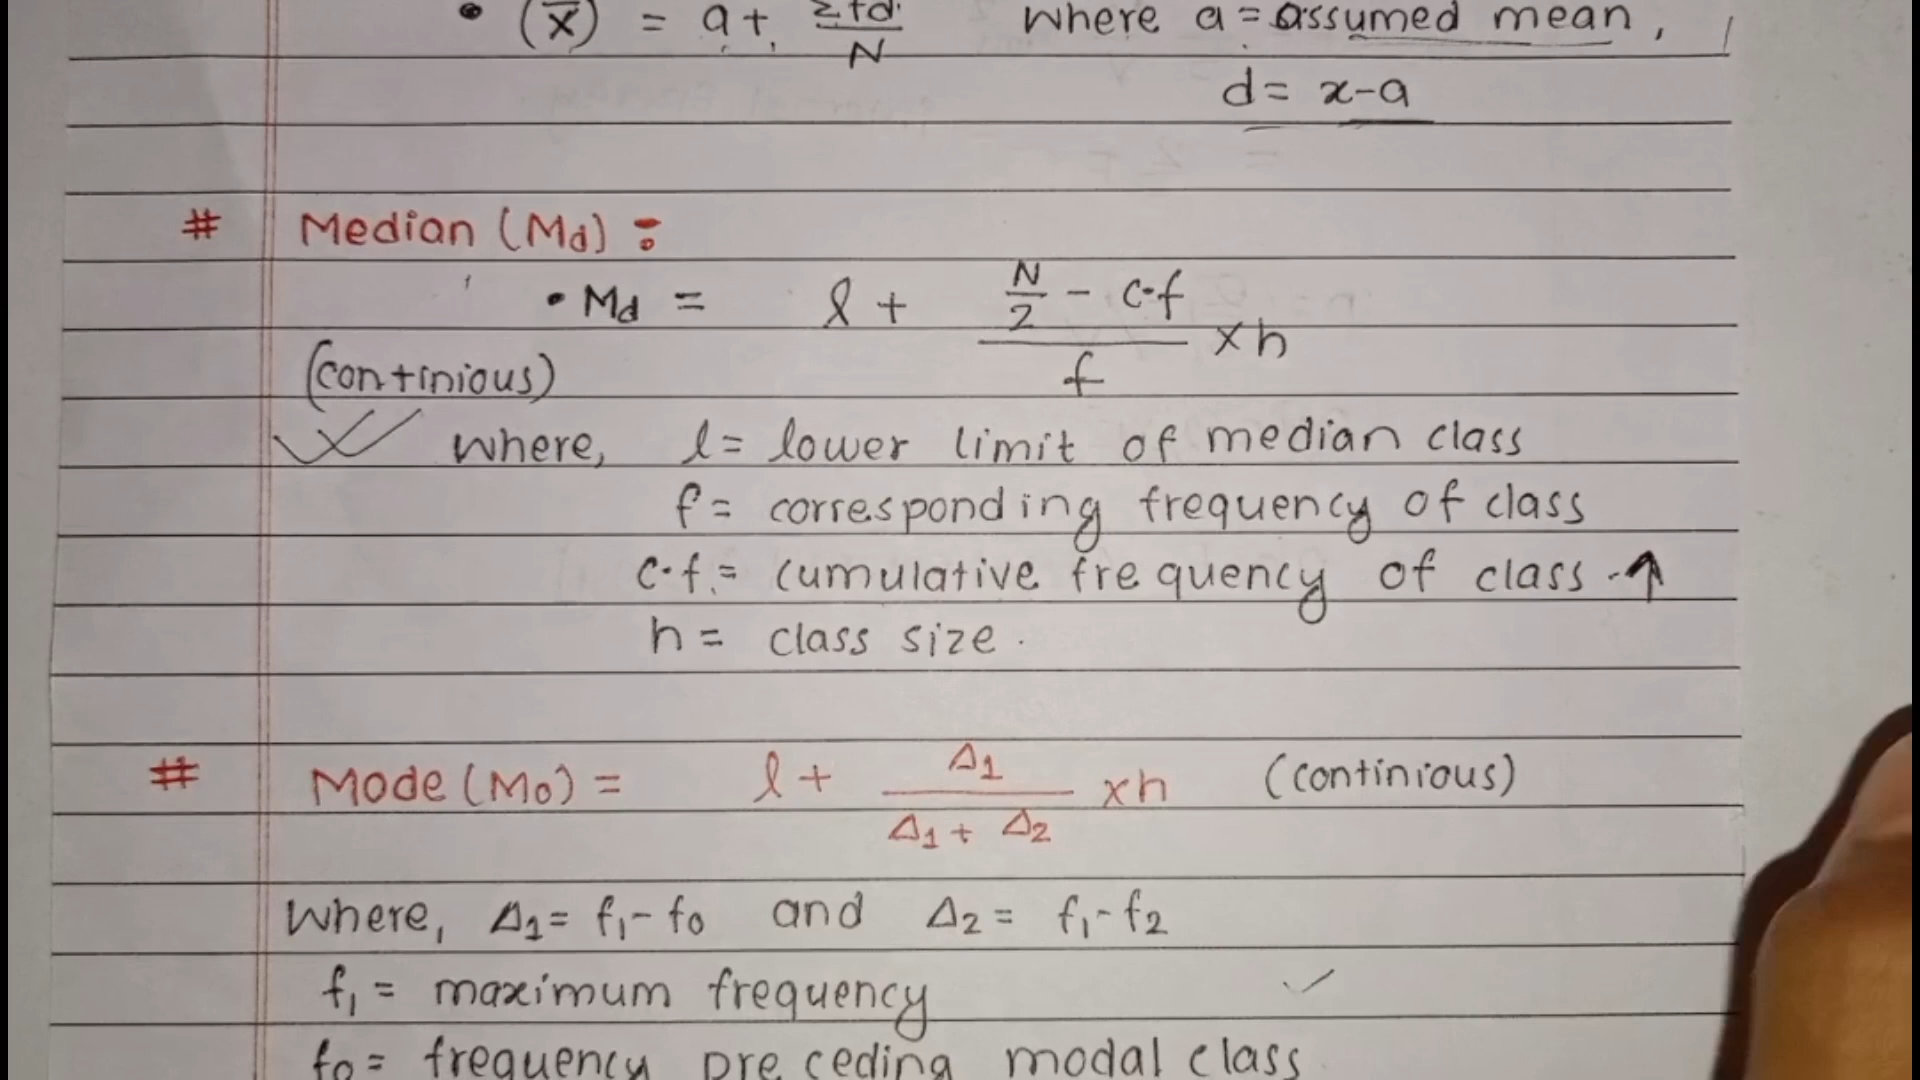 • (x̄) = a + Σfd/N Where a = assumed mean,
d = x-a
# Median (Md) :
• Md = l + (N/2 - c.f)/f × h
(continious)
Where, l = lower limit of median class
f = corresponding frequency of class
c.f. = cumulative frequency of class ↑
h = class size.
# Mode (Mo) = l + Δ1/(Δ1 + Δ2) × h (continious)
Where, Δ1 = f1 - f0 and Δ2 = f1 - f2
f1 = maximum frequency
f0 = frequency preceding modal class